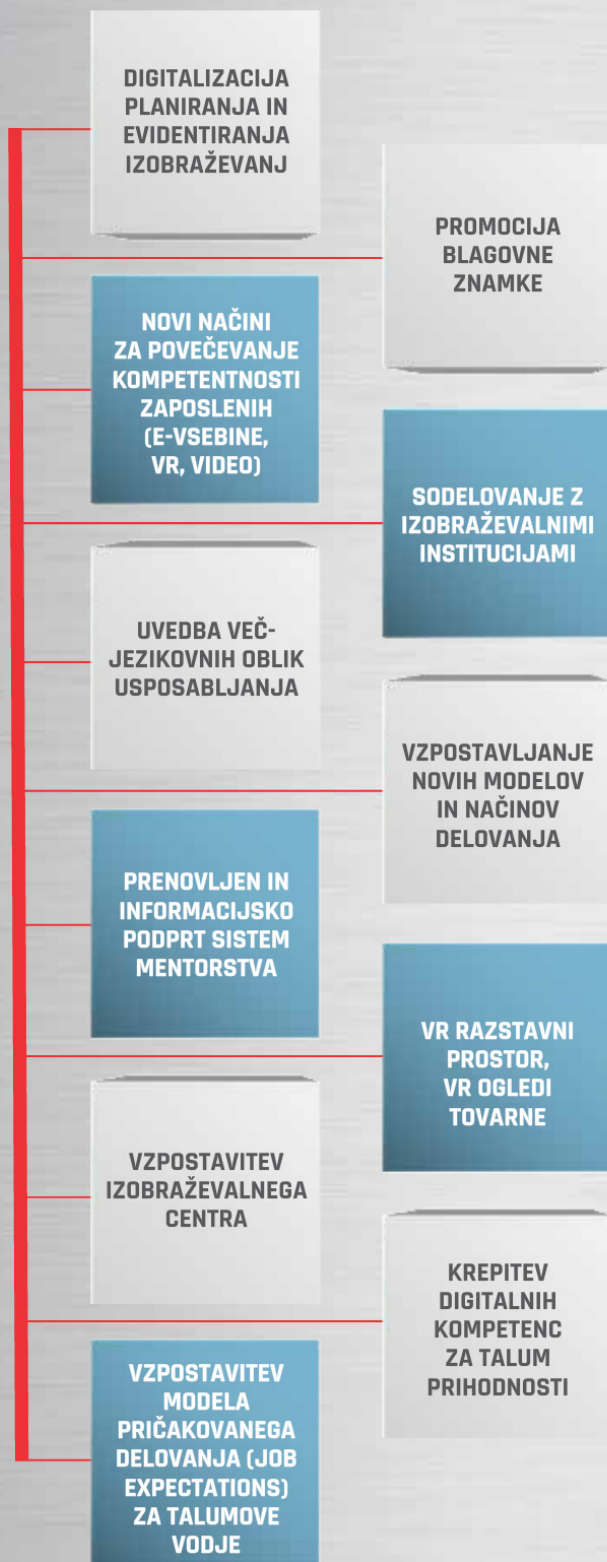 DIGITALIZACIJA
PLANIRANJA IN
EVIDENTIRANJA
IZOBRAŽEVANJ
PROMOCIJA
BLAGOVNE
ZNAMKE
NOVI NAČINI
ZA POVEČEVANJE
KOMPETENTNOSTI
ZAPOSLENIH
(E-VSEBINE,
VR, VIDEO)
SODELOVANJE Z
IZOBRAŽEVALNIMI
INSTITUCIJAMI
UVEDBA VEČ-
JEZIKOVNIH OBLIK
USPOSABLJANJA
VZPOSTAVLJANJE
NOVIH MODELOV
IN NAČINOV
DELOVANJA
PRENOVLJEN IN
INFORMACIJSKO
PODPRT SISTEM
MENTORSTVA
VR RAZSTAVNI
PROSTOR,
VR OGLEDI
TOVARNE
VZPOSTAVITEV
IZOBRAŽEVALNEGA
CENTRA
KREPITEV
DIGITALNIH
KOMPETENC
ZA TALUM
PRIHODNOSTI
VZPOSTAVITEV
MODELA
PRIČAKOVANEGA
DELOVANJA (JOB
EXPECTATIONS)
ZA TALUMOVE
VODJE